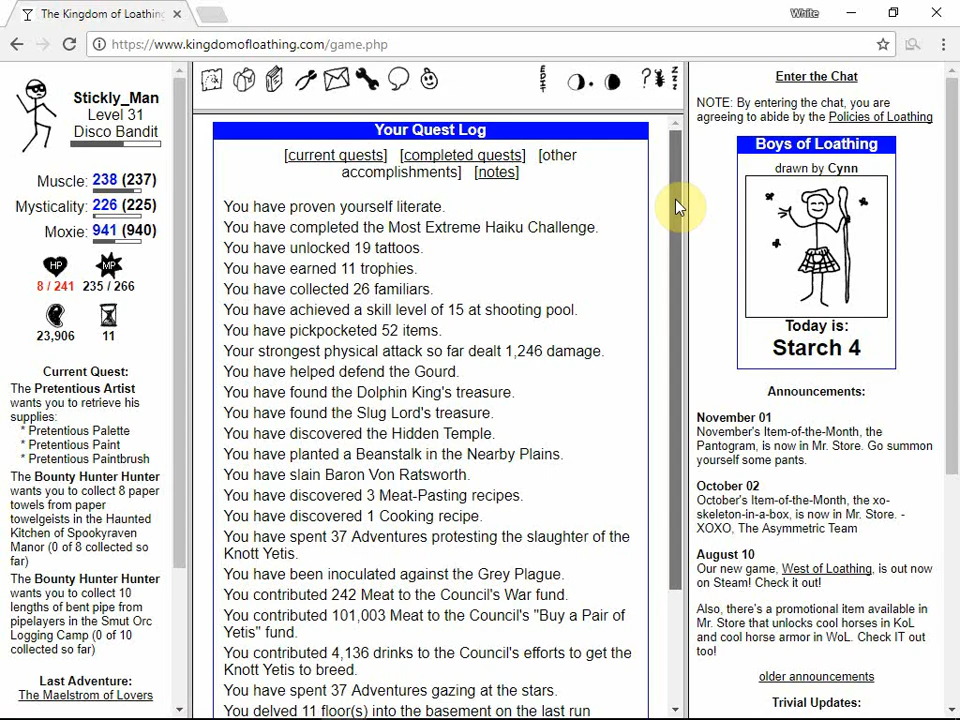 The Kingdom of Loathin
White
https://www.kingdomofloathing.com/game.php
Stickly_Man
Level 31
Disco Bandit
Muscle: 238 (237)
Mysticality: 226 (225)
Moxie: 941 (940)
HP
MP
8 / 241
235 / 266
23,906
11
Current Quest:
The Pretentious Artist
wants you to retrieve his
supplies:
* Pretentious Palette
* Pretentious Paint
* Pretentious Paintbrush
The Bounty Hunter Hunter
wants you to collect 8 paper
towels from paper
towelgeists in the Haunted
Kitchen of Spookyraven
Manor (0 of 8 collected so
far)
The Bounty Hunter Hunter
wants you to collect 10
lengths of bent pipe from
pipelayers in the Smut Orc
Logging Camp (0 of 10
collected so far)
Last Adventure:
The Maelstrom of Lovers
EDIT
?
ZZZ
Your Quest Log
[current quests] [completed quests] [other
accomplishments] [notes]
You have proven yourself literate.
You have completed the Most Extreme Haiku Challenge.
You have unlocked 19 tattoos.
You have earned 11 trophies.
You have collected 26 familiars.
You have achieved a skill level of 15 at shooting pool.
You have pickpocketed 52 items.
Your strongest physical attack so far dealt 1,246 damage.
You have helped defend the Gourd.
You have found the Dolphin King's treasure.
You have found the Slug Lord's treasure.
You have discovered the Hidden Temple.
You have planted a Beanstalk in the Nearby Plains.
You have slain Baron Von Ratsworth.
You have discovered 3 Meat-Pasting recipes.
You have discovered 1 Cooking recipe.
You have spent 37 Adventures protesting the slaughter of the
Knott Yetis.
You have been inoculated against the Grey Plague.
You contributed 242 Meat to the Council's War fund.
You contributed 101,003 Meat to the Council's "Buy a Pair of
Yetis" fund.
You contributed 4,136 drinks to the Council's efforts to get the
Knott Yetis to breed.
You have spent 37 Adventures gazing at the stars.
You delved 11 floor(s) into the basement on the last run
Enter the Chat
NOTE: By entering the chat, you are
agreeing to abide by the Policies of Loathing
Boys of Loathing
drawn by Cynn
Today is:
Starch 4
Announcements:
November 01
November's Item-of-the-Month, the
Pantogram, is now in Mr. Store. Go summon
yourself some pants.
October 02
October's Item-of-the-Month, the xo-
skeleton-in-a-box, is now in Mr. Store. -
XOXO, The Asymmetric Team
August 10
Our new game, West of Loathing, is out now
on Steam! Check it out!
Also, there's a promotional item available in
Mr. Store that unlocks cool horses in KoL
and cool horse armor in WoL. Check IT out
too!
older announcements
Trivial Updates: